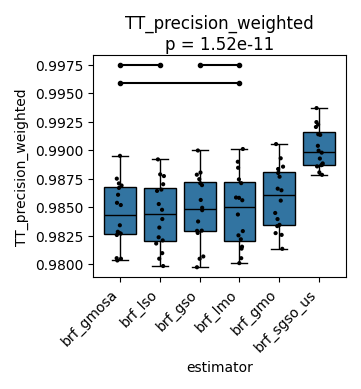 TT_precision_weighted
p = 1.52e-11
TT_precision_weighted
0.9975
0.9950
0.9925
0.9900
0.9875
0.9850
0.9825
0.9800
brf_gmosa
brf_lso
brf_gso
brf_lmo
brf_gmo
brf_sgso_us
estimator